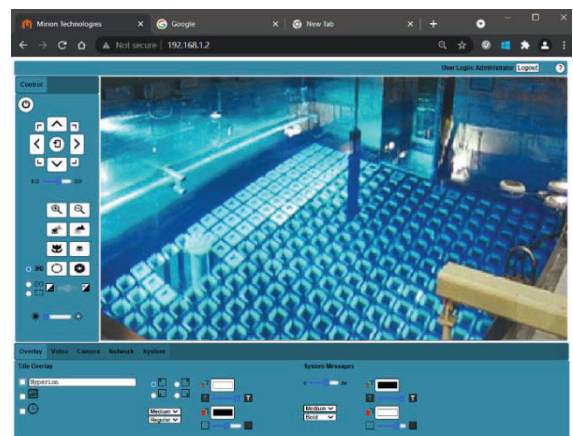 Mirion Technologies
Google
New Tab
Not secure | 192.168.1.2
User Login: Administrator Logout ?
Control
Overlay Video Camera Network System
Title Overlay
System Messages
Hyperion
Medium
Regular
Medium
Bold
T T